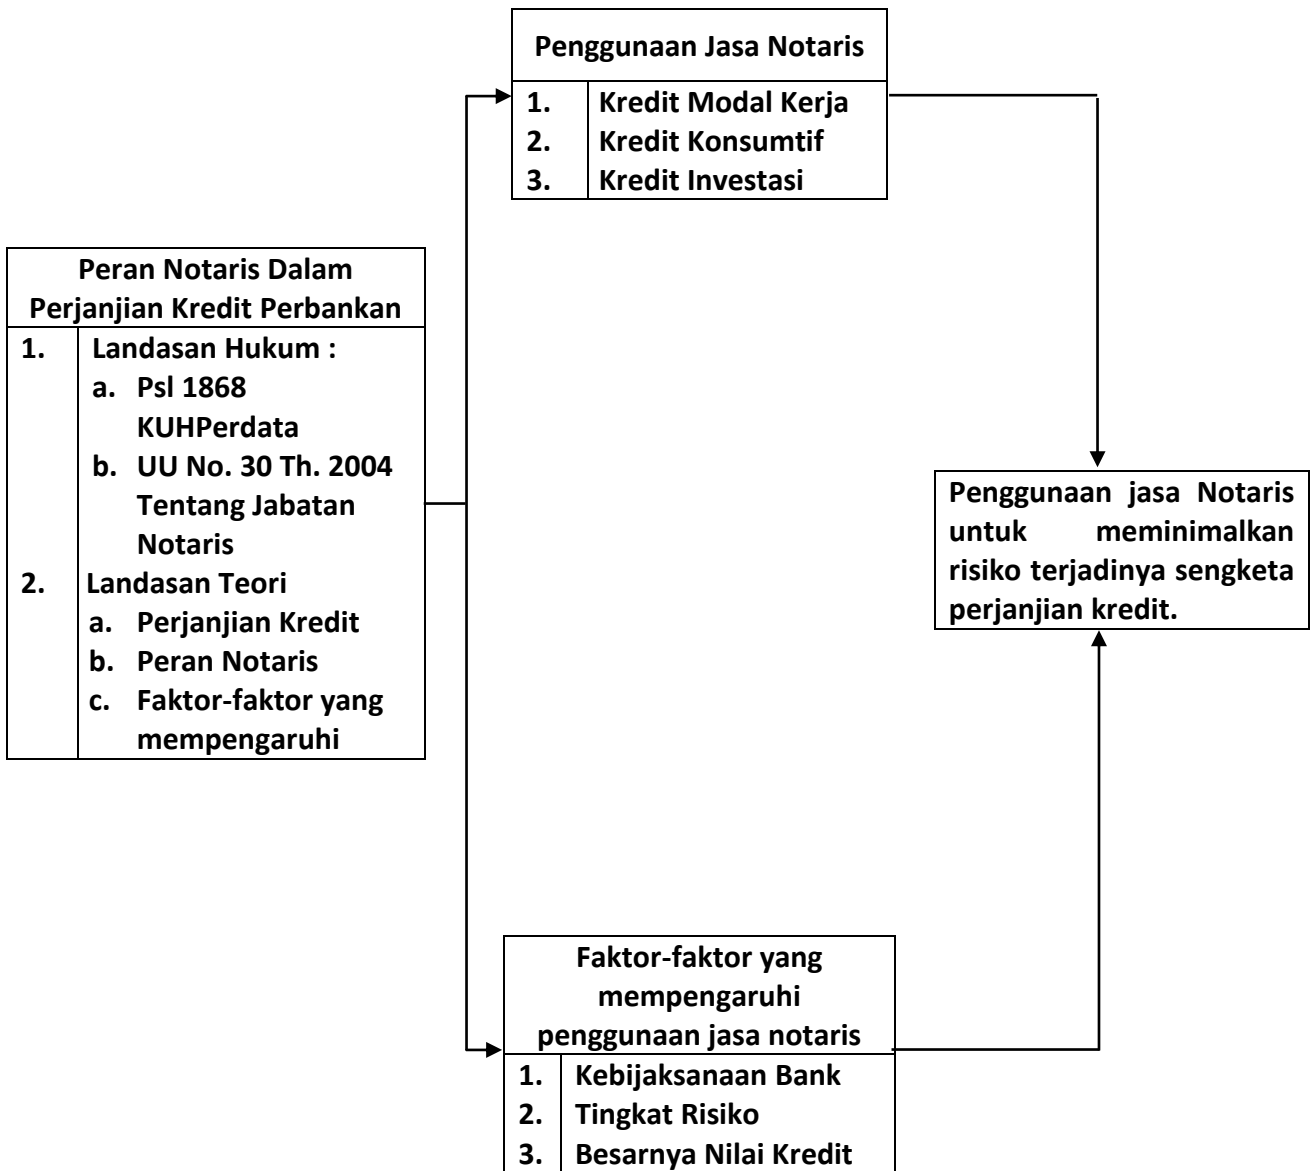 Penggunaan Jasa Notaris
1. Kredit Modal Kerja
2. Kredit Konsumtif
3. Kredit Investasi
Peran Notaris Dalam
Perjanjian Kredit Perbankan
1. Landasan Hukum :
a. Psl 1868
KUHPerdata
b. UU No. 30 Th. 2004
Tentang Jabatan
Notaris
2. Landasan Teori
a. Perjanjian Kredit
b. Peran Notaris
c. Faktor-faktor yang
mempengaruhi
Penggunaan jasa Notaris
untuk meminimalkan
risiko terjadinya sengketa
perjanjian kredit.
Faktor-faktor yang
mempengaruhi
penggunaan jasa notaris
1. Kebijaksanaan Bank
2. Tingkat Risiko
3. Besarnya Nilai Kredit